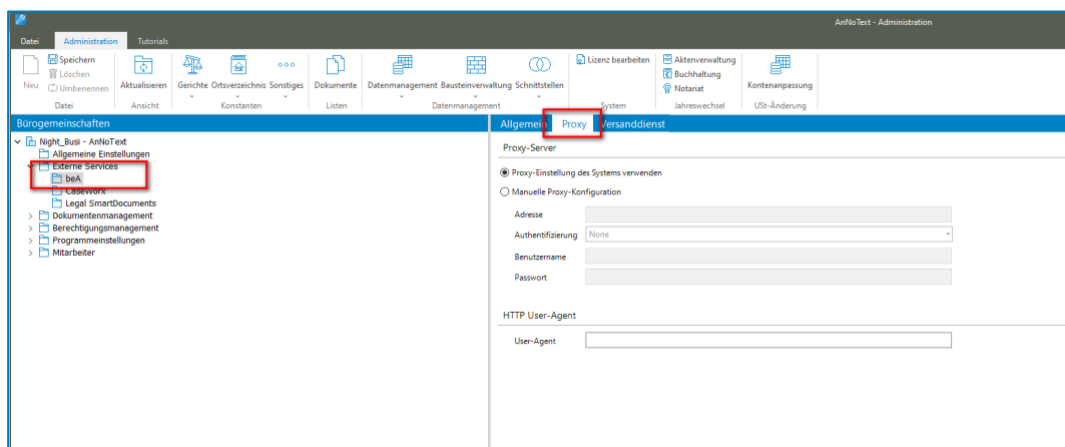 AnNoText - Administration
Datei Administration Tutorials
Neu Speichern Löschen Umbenennen Aktualisieren Gerichte Ortsverzeichnis Sonstiges Dokumente Datenmanagement Bausteinverwaltung Schnittstellen Lizenz bearbeiten Aktenverwaltung Buchhaltung Notariat Kontenanpassung
Datei Ansicht Konstanten Listen Datenmanagement System Jahreswechsel USt-Änderung
Bürogemeinschaften
Night_Busi - AnNoText
Allgemeine Einstellungen
Externe Services
beA
CaseWorx
Legal SmartDocuments
Dokumentenmanagement
Berechtigungsmanagement
Programmeinstellungen
Mitarbeiter
Allgemein Proxy Versanddienst
Proxy-Server
Proxy-Einstellung des Systems verwenden
Manuelle Proxy-Konfiguration
Adresse
Authentifizierung None
Benutzername
Passwort
HTTP User-Agent
User-Agent